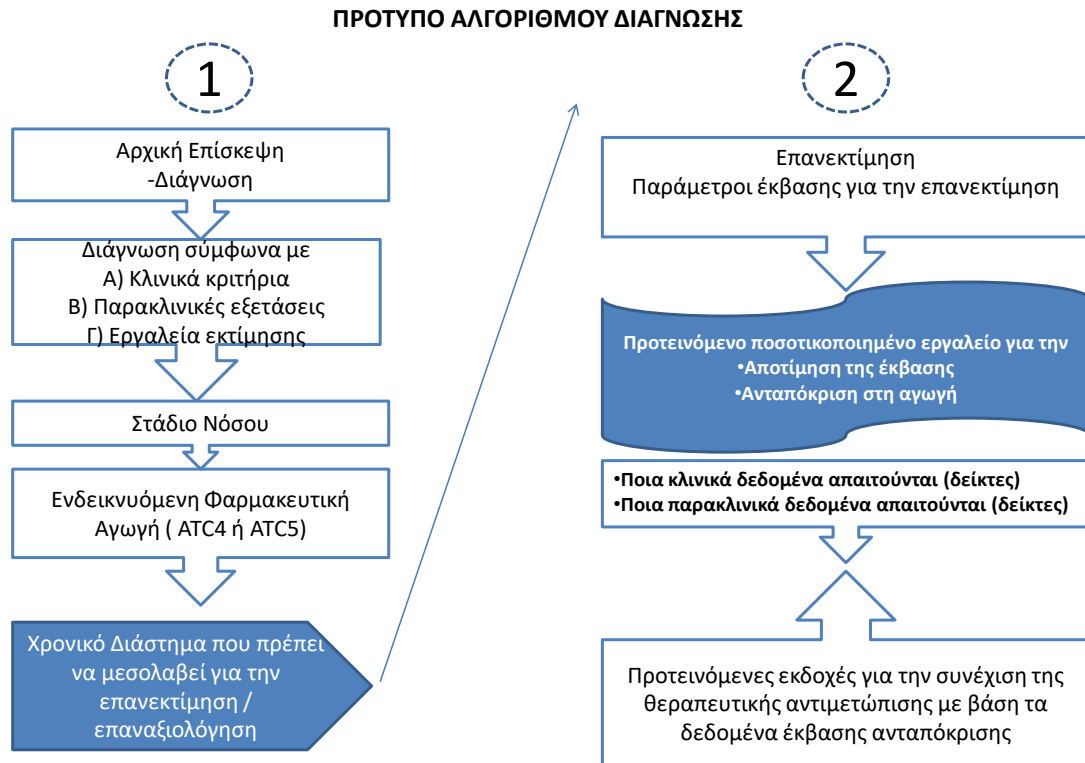 ΠΡΟΤΥΠΟ ΑΛΓΟΡΙΘΜΟΥ ΔΙΑΓΝΩΣΗΣ
1
Αρχική Επίσκεψη
-Διάγνωση
Διάγνωση σύμφωνα με
Α) Κλινικά κριτήρια
Β) Παρακλινικές εξετάσεις
Γ) Εργαλεία εκτίμησης
Στάδιο Νόσου
Ενδεικνυόμενη Φαρμακευτική
Αγωγή ( ATC4 ή ATC5)
Χρονικό Διάστημα που πρέπει
να μεσολαβεί για την
επανεκτίμηση /
επαναξιολόγηση
2
Επανεκτίμηση
Παράμετροι έκβασης για την επανεκτίμηση
Προτεινόμενο ποσοτικοποιημένο εργαλείο για την
•Αποτίμηση της έκβασης
•Ανταπόκριση στη αγωγή
•Ποια κλινικά δεδομένα απαιτούνται (δείκτες)
•Ποια παρακλινικά δεδομένα απαιτούνται (δείκτες)
Προτεινόμενες εκδοχές για την συνέχιση της
θεραπευτικής αντιμετώπισης με βάση τα
δεδομένα έκβασης ανταπόκρισης